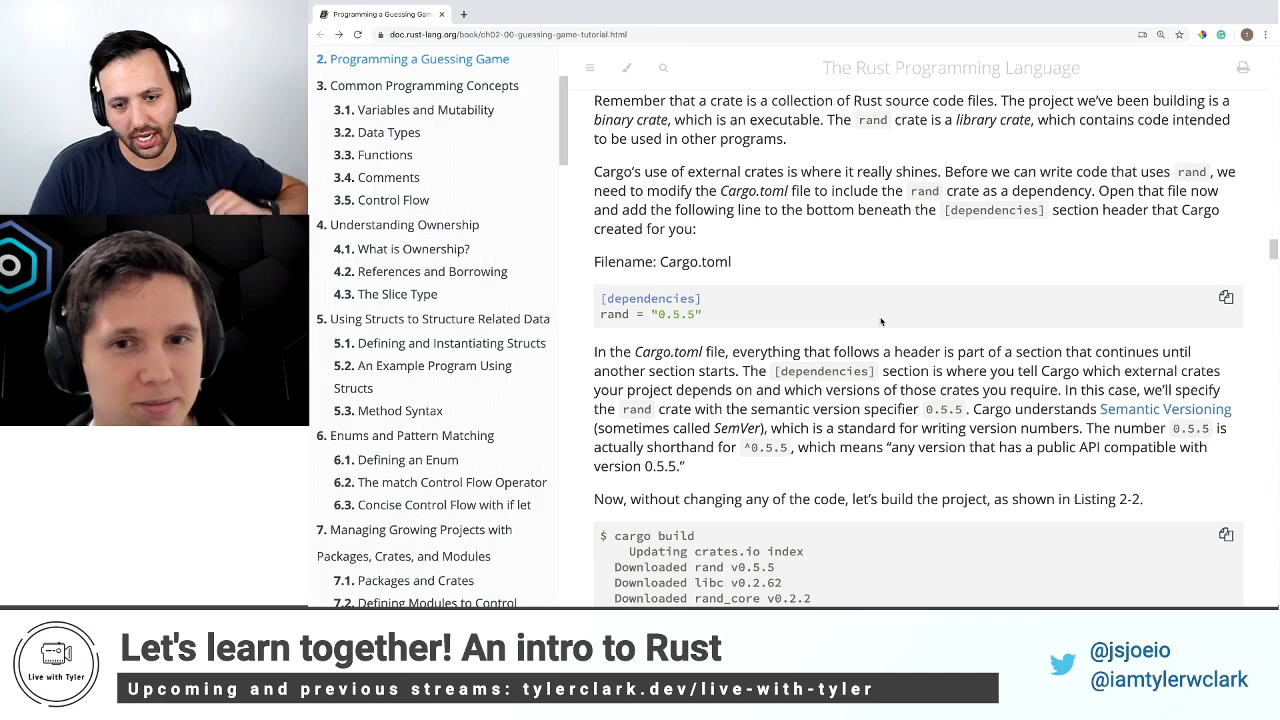 Programming a Guessing Gam
doc.rust-lang.org/book/ch02-00-guessing-game-tutorial.html
2. Programming a Guessing Game
3. Common Programming Concepts
3.1. Variables and Mutability
3.2. Data Types
3.3. Functions
3.4. Comments
3.5. Control Flow
4. Understanding Ownership
4.1. What is Ownership?
4.2. References and Borrowing
4.3. The Slice Type
5. Using Structs to Structure Related Data
5.1. Defining and Instantiating Structs
5.2. An Example Program Using
Structs
5.3. Method Syntax
6. Enums and Pattern Matching
6.1. Defining an Enum
6.2. The match Control Flow Operator
6.3. Concise Control Flow with if let
7. Managing Growing Projects with
Packages, Crates, and Modules
7.1. Packages and Crates
7.2. Defining Modules to Control
The Rust Programming Language
Remember that a crate is a collection of Rust source code files. The project we’ve been building is a
binary crate, which is an executable. The rand crate is a library crate, which contains code intended
to be used in other programs.
Cargo’s use of external crates is where it really shines. Before we can write code that uses rand, we
need to modify the Cargo.toml file to include the rand crate as a dependency. Open that file now
and add the following line to the bottom beneath the [dependencies] section header that Cargo
created for you:
Filename: Cargo.toml
[dependencies]
rand = "0.5.5"
In the Cargo.toml file, everything that follows a header is part of a section that continues until
another section starts. The [dependencies] section is where you tell Cargo which external crates
your project depends on and which versions of those crates you require. In this case, we’ll specify
the rand crate with the semantic version specifier 0.5.5. Cargo understands Semantic Versioning
(sometimes called SemVer), which is a standard for writing version numbers. The number 0.5.5 is
actually shorthand for ^0.5.5, which means “any version that has a public API compatible with
version 0.5.5.”
Now, without changing any of the code, let’s build the project, as shown in Listing 2-2.
$ cargo build
Updating crates.io index
Downloaded rand v0.5.5
Downloaded libc v0.2.62
Downloaded rand_core v0.2.2
Live with Tyler
Let's learn together! An intro to Rust
Upcoming and previous streams: tylerclark.dev/live-with-tyler
@jsjoeio
@iamtylerwclark